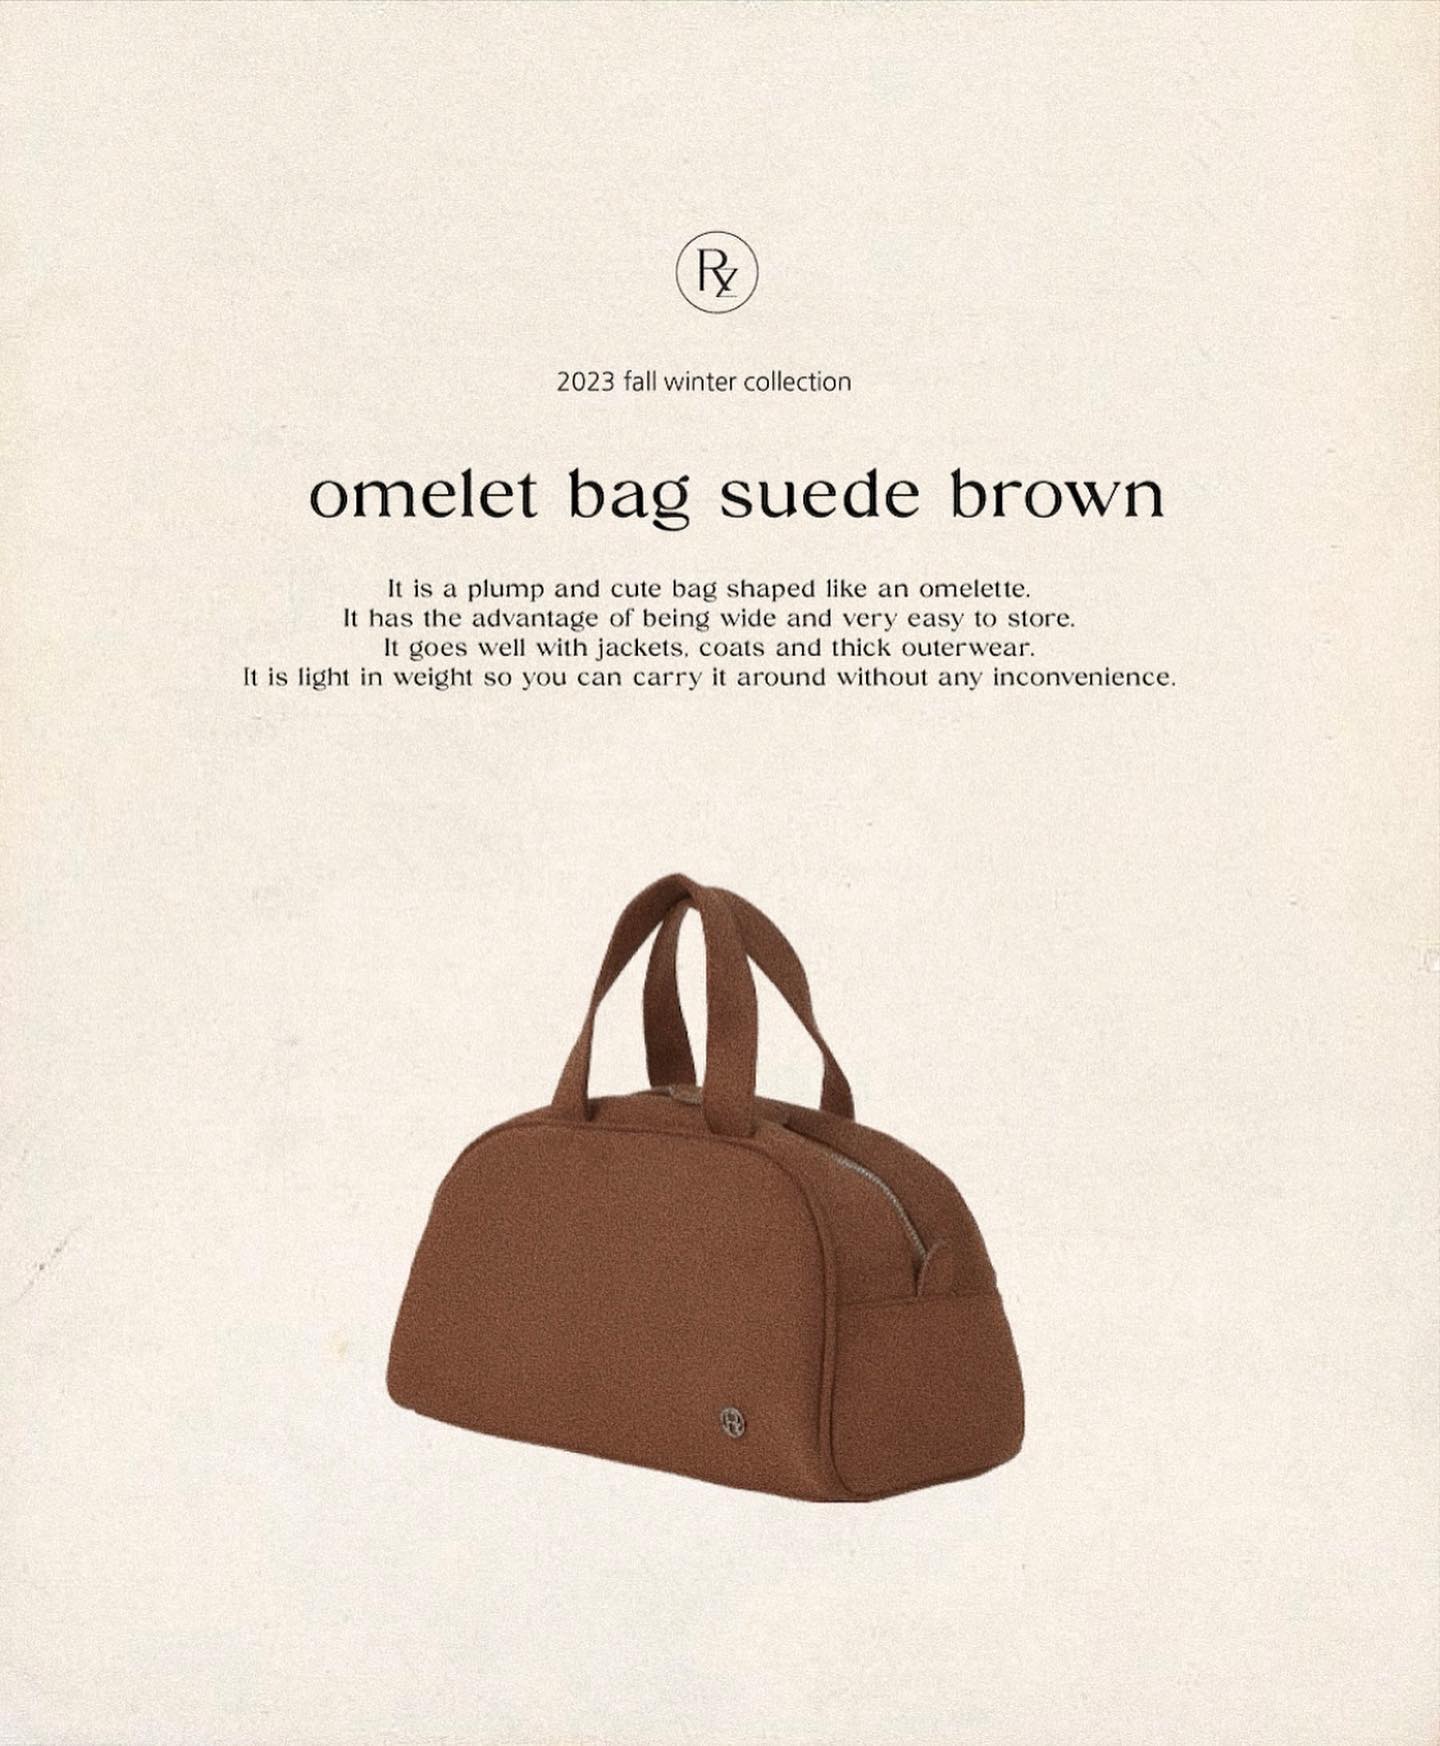 Rz
2023 fall winter collection
omelet bag suede brown
It is a plump and cute bag shaped like an omelette.
It has the advantage of being wide and very easy to store.
It goes well with jackets, coats and thick outerwear.
It is light in weight so you can carry it around without any inconvenience.